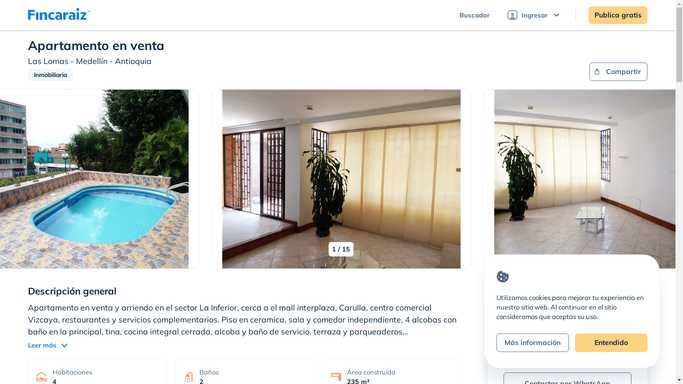 Fincaraiz
Buscador
Ingresar
Publica gratis
Apartamento en venta
Las Lomas - Medellín - Antioquia
Inmobiliaria
Compartir
1 / 15
Descripción general
Apartamento en venta y arriendo en el sector La Inferior, cerca a el mall interplaza, Carulla, centro comercial
Vizcaya, restaurantes y servicios complementarios. Piso en ceramica, sala y comedor independiente, 4 alcobas con
baño en la principal, tina, cocina integral cerrada, alcoba y baño de servicio, terraza y parqueaderos...
Leer más
Habitaciones
4
Baños
2
Área construida
235 m²
Utilizamos cookies para mejorar tu experiencia en
nuestro sitio web. Al continuar en el sitio
consideramos que aceptas su uso.
Más información
Entendido
Contactar por WhatsApp